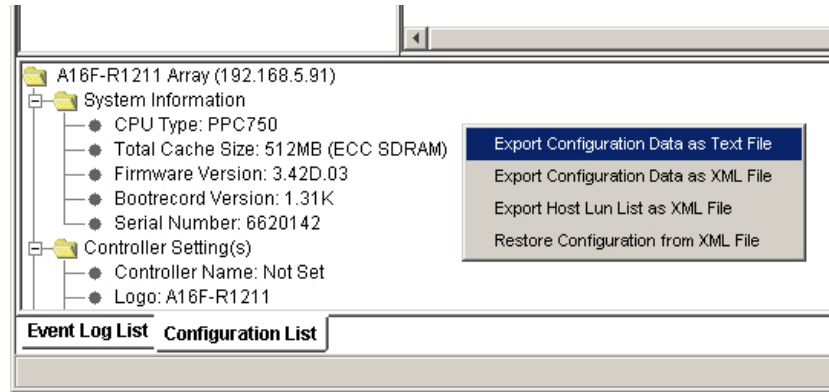 A16F-R1211 Array (192.168.5.91)
System Information
CPU Type: PPC750
Total Cache Size: 512MB (ECC SDRAM)
Firmware Version: 3.42D.03
Bootrecord Version: 1.31K
Serial Number: 6620142
Controller Setting(s)
Controller Name: Not Set
Logo: A16F-R1211
Export Configuration Data as Text File
Export Configuration Data as XML File
Export Host Lun List as XML File
Restore Configuration from XML File
Event Log List Configuration List